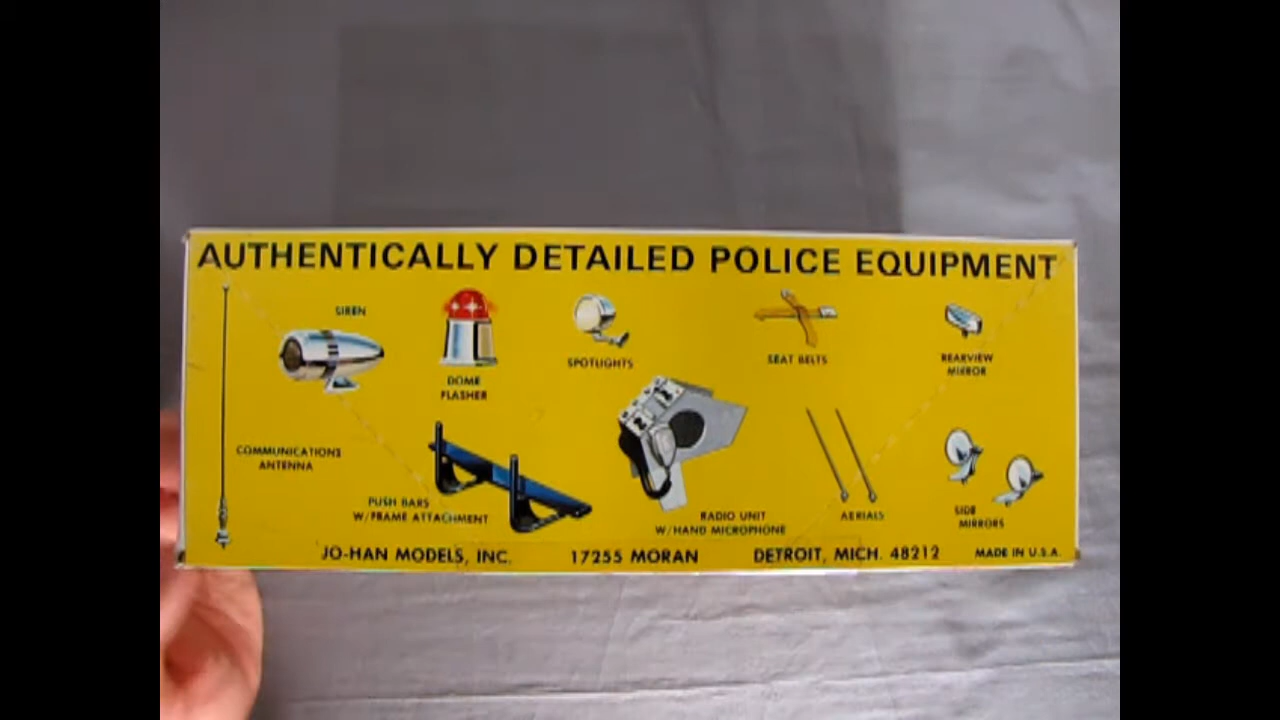 AUTHENTICALLY DETAILED POLICE EQUIPMENT
SIREN
DOME
FLASHER
SPOTLIGHTS
SEAT BELTS
REARVIEW
MIRROR
COMMUNICATIONS
ANTENNA
PUSH BARS
W/FRAME ATTACHMENT
RADIO UNIT
W/HAND MICROPHONE
AERIALS
SIDE
MIRRORS
JO-HAN MODELS, INC. 17255 MORAN DETROIT, MICH. 48212 MADE IN U.S.A.